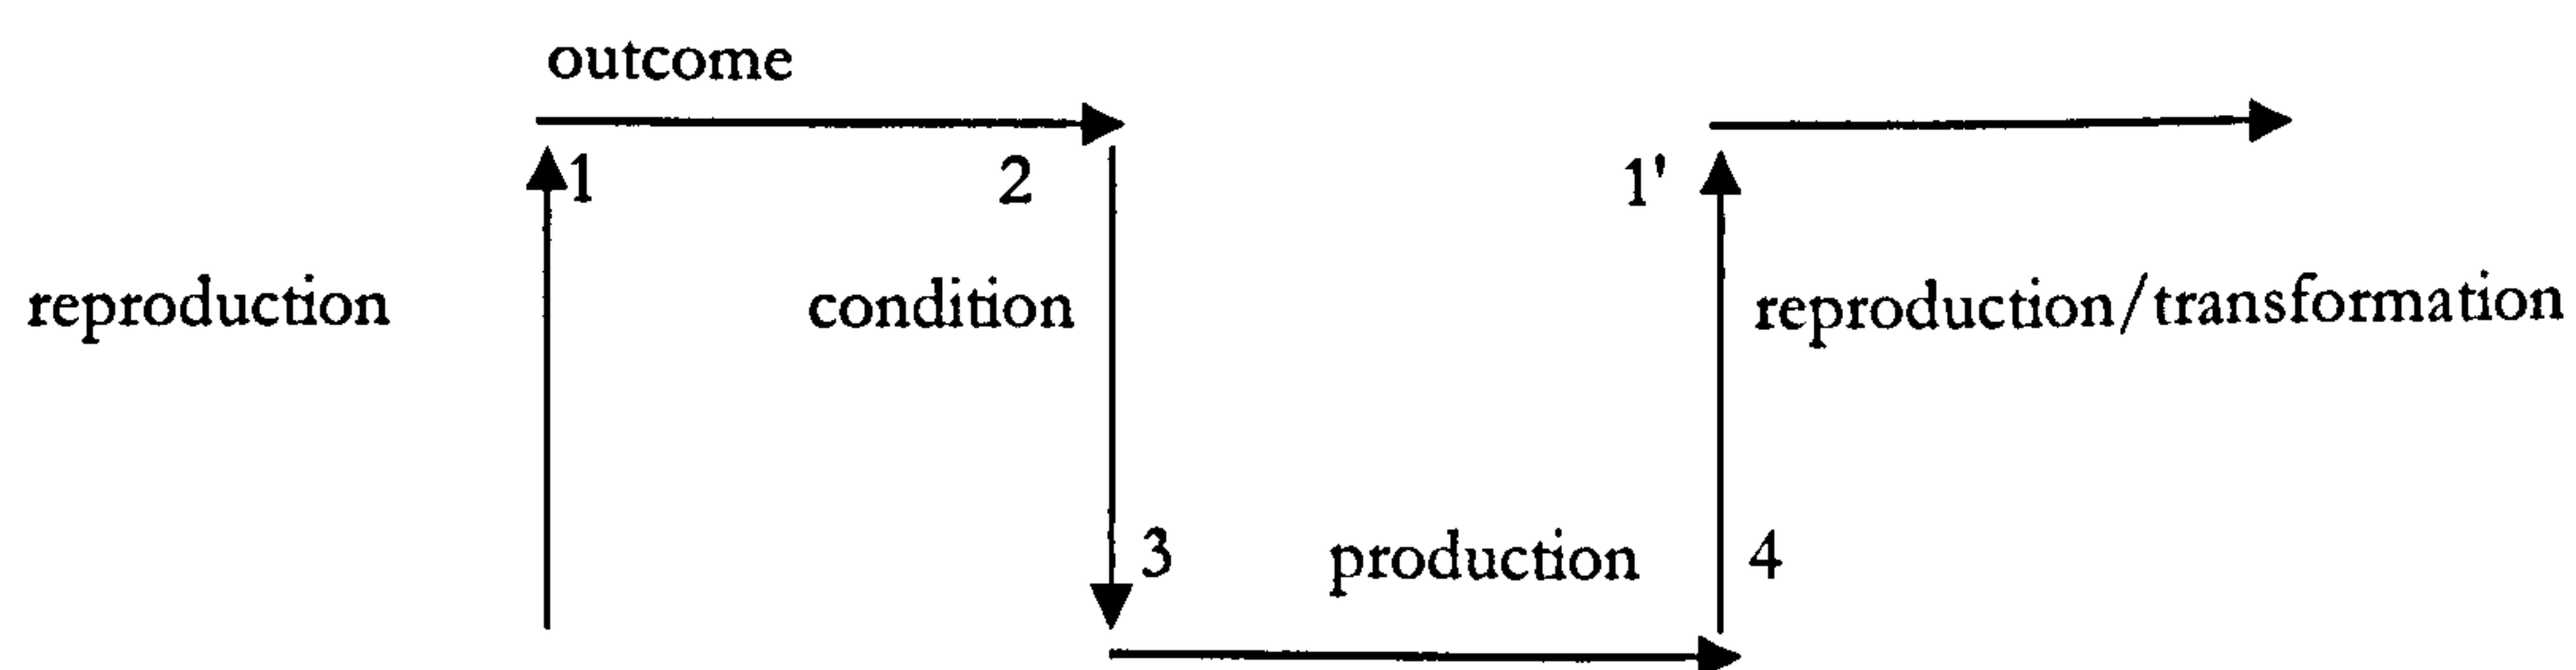 outcome
1 2 1'
reproduction condition reproduction/transformation
3 production 4